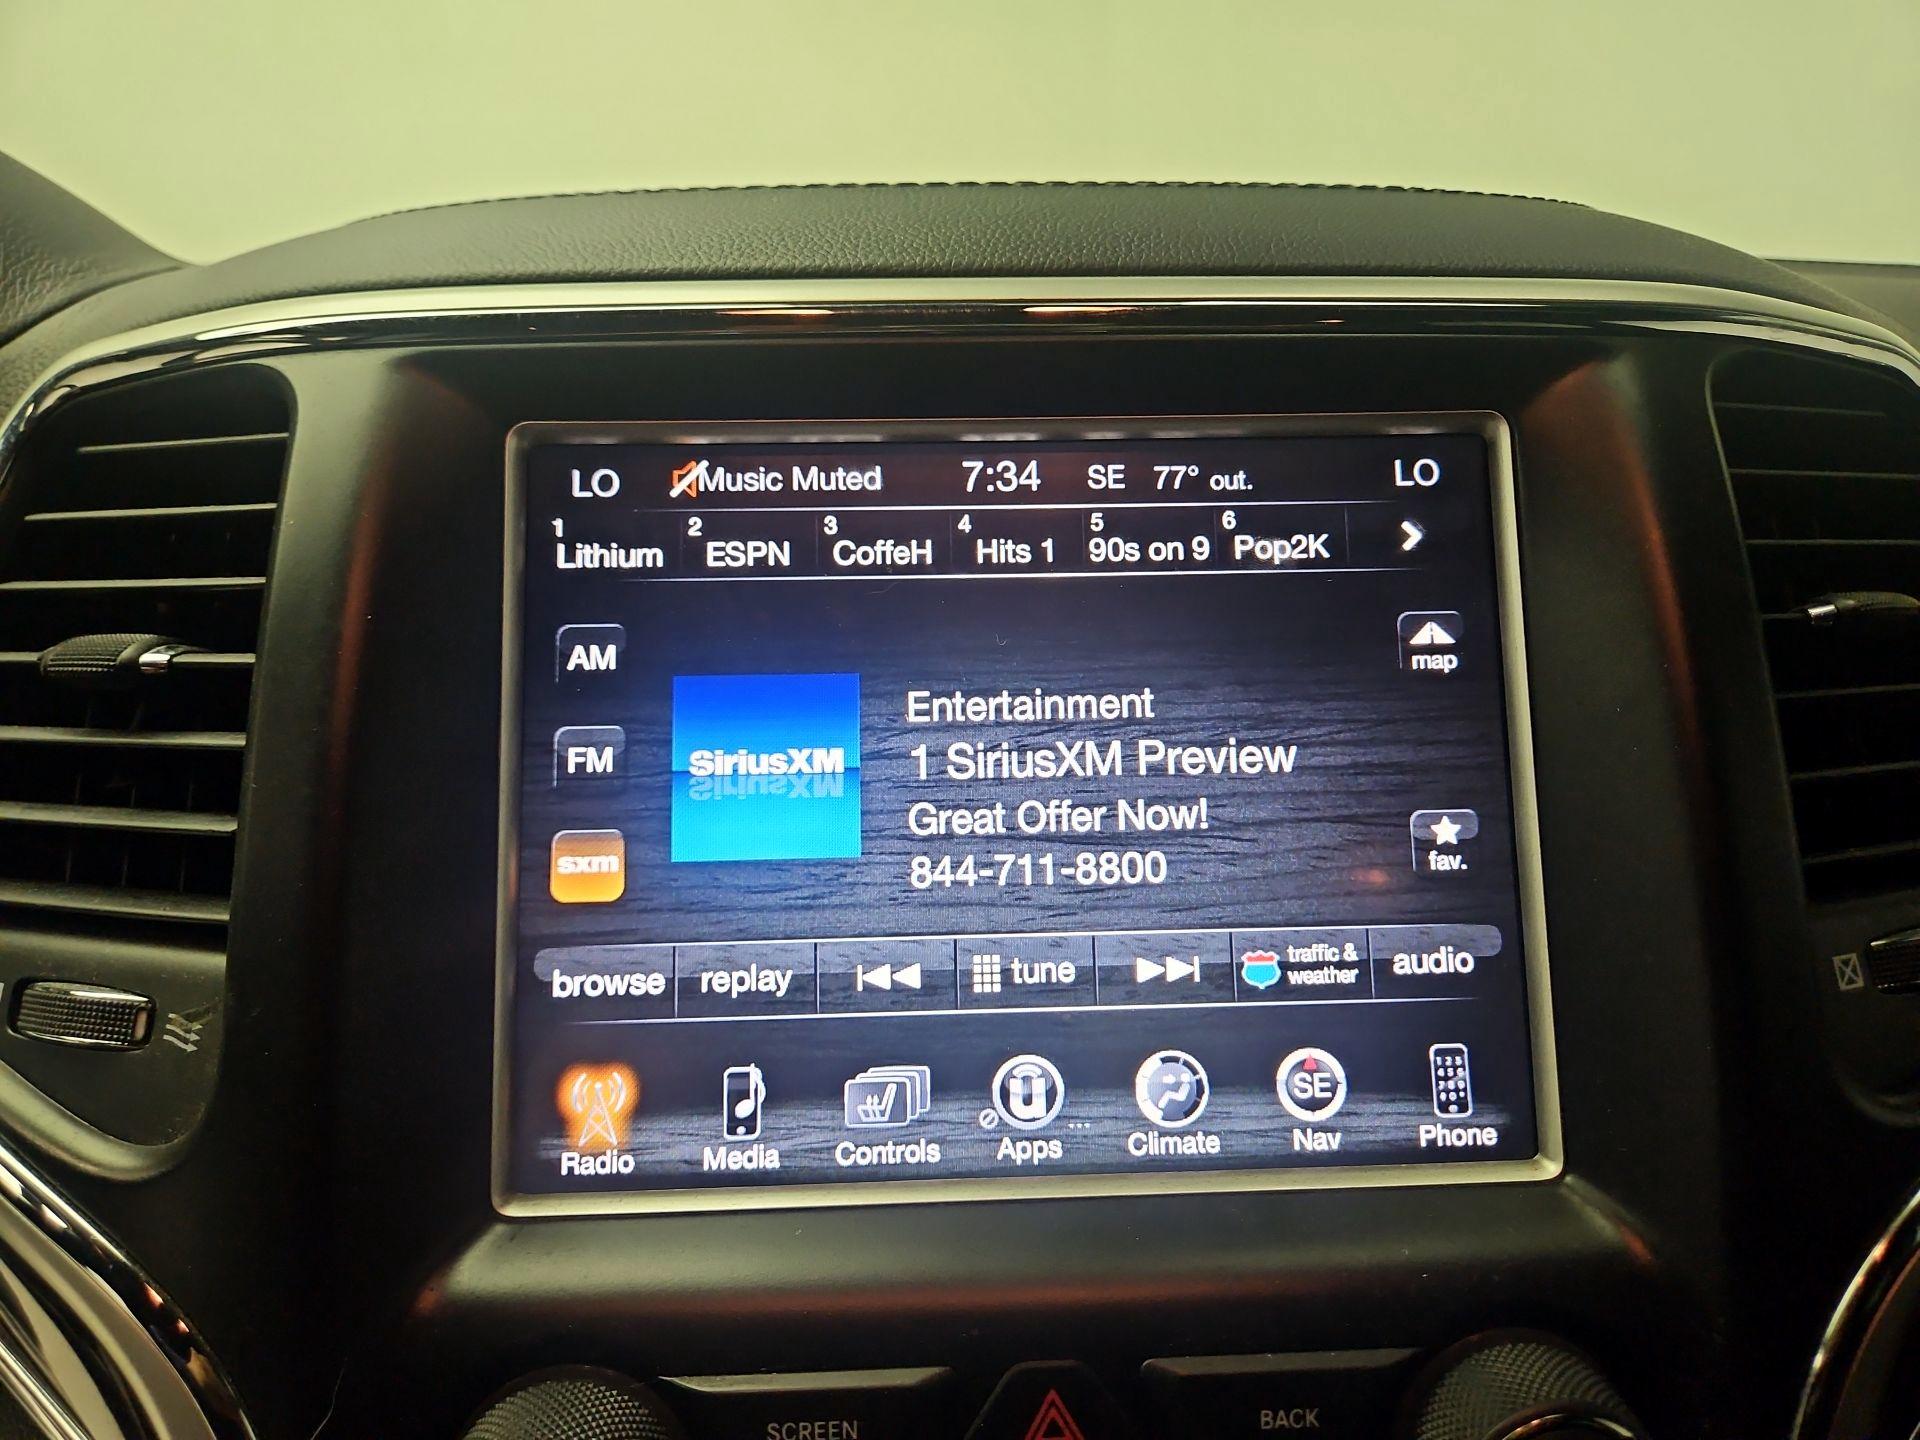 LO Music Muted 7:34 SE 77° out. LO
1 Lithium 2 ESPN 3 CoffeH 4 Hits 1 5 90s on 9 6 Pop2K
AM
map
SiriusXM
Entertainment
FM
1 SiriusXM Preview
Great Offer Now!
sxm
844-711-8800
fav.
browse replay tune traffic & weather audio
SE
Radio Media Controls Apps ... Climate Nav Phone
SCREEN BACK